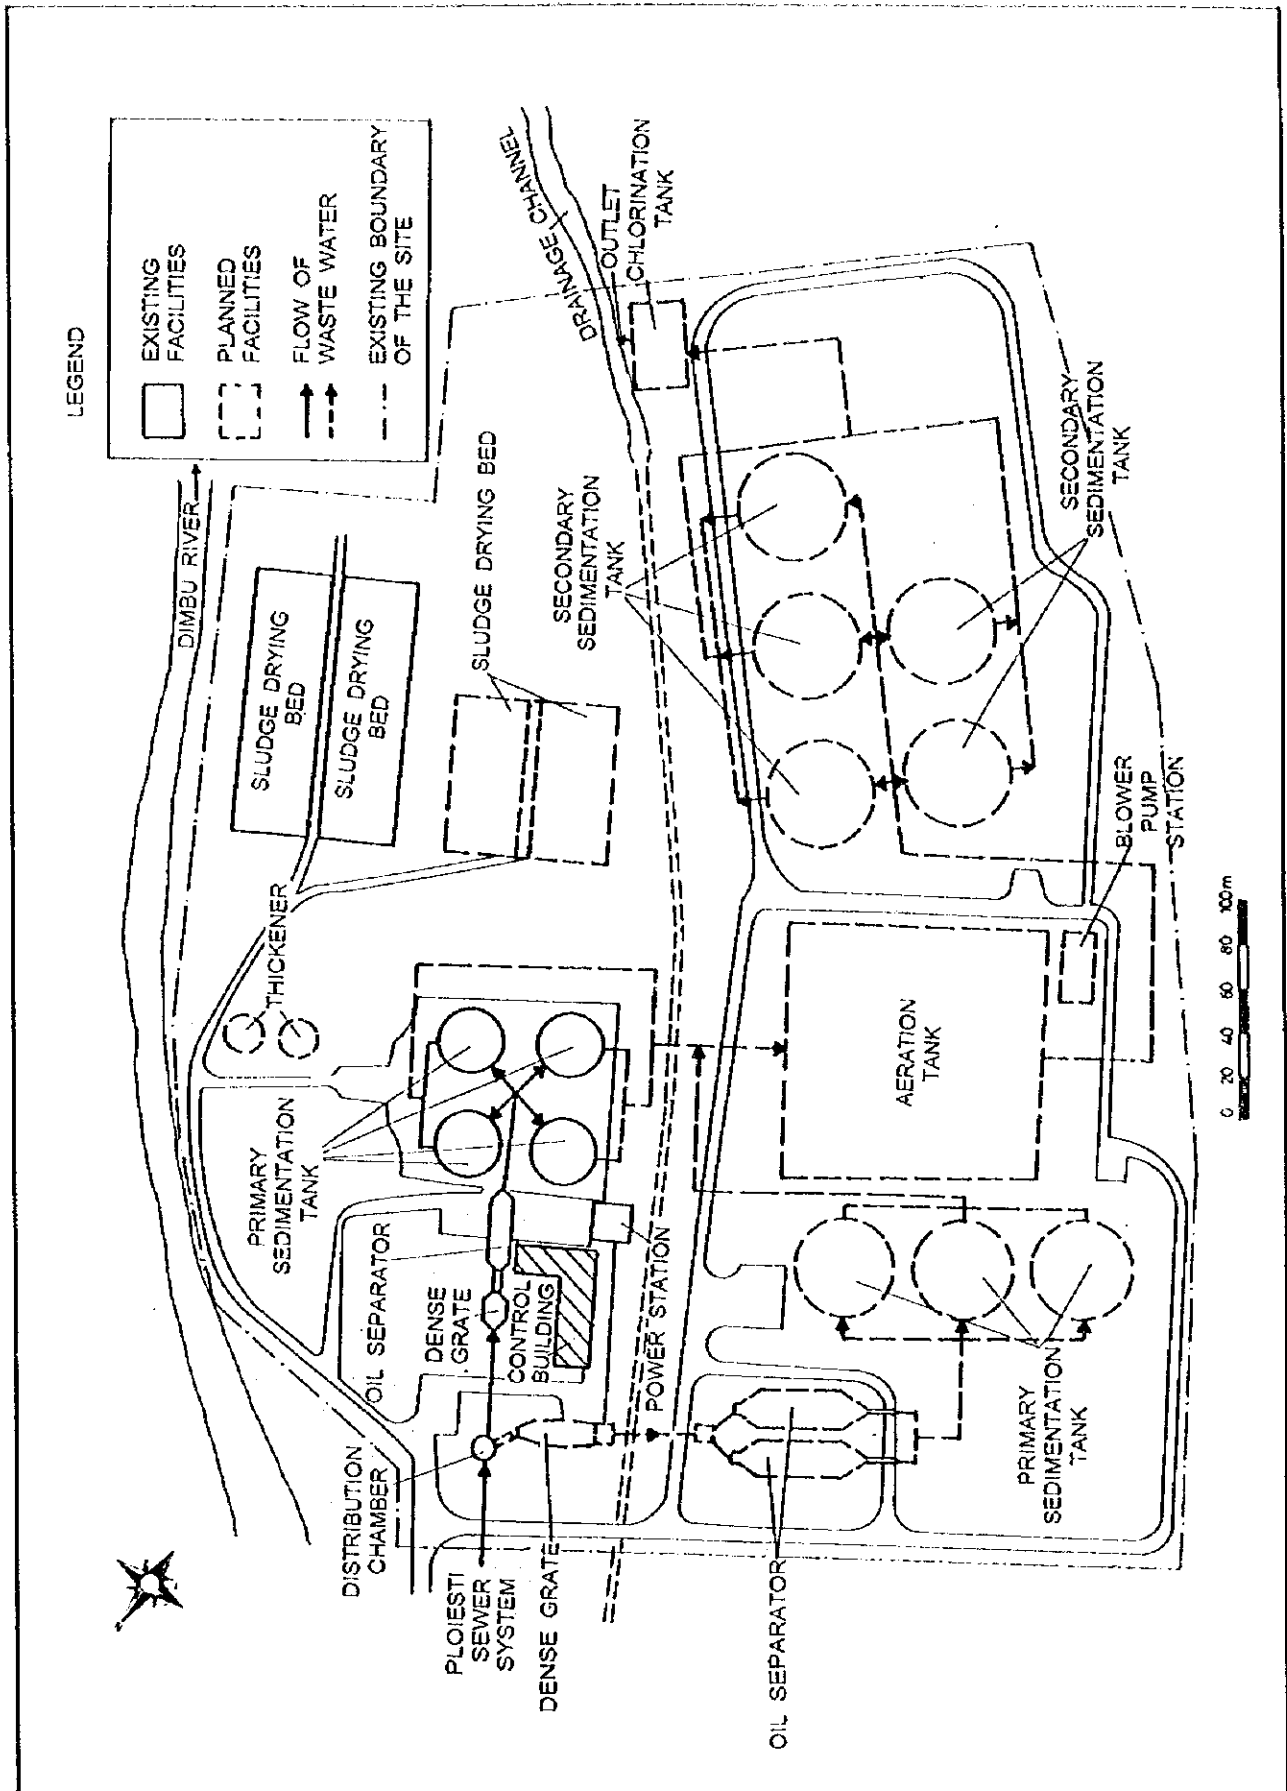 LEGEND
EXISTING
FACILITIES
PLANNED
FACILITIES
FLOW OF
WASTE WATER
EXISTING BOUNDARY
OF THE SITE
DIMBU RIVER
SLUDGE DRYING
BED
SLUDGE DRYING
BED
SLUDGE DRYING BED
THICKENER
PRIMARY
SEDIMENTATION
TANK
OIL SEPARATOR
DENSE
GRATE
CONTROL
BUILDING
POWER STATION
DISTRIBUTION
CHAMBER
PLOIESTI
SEWER
SYSTEM
DENSE GRATE
OIL SEPARATOR
PRIMARY
SEDIMENTATION
TANK
AERATION
TANK
BLOWER
PUMP
STATION
SECONDARY
SEDIMENTATION
TANK
SECONDARY
SEDIMENTATION
TANK
DRAINAGE CHANNEL
OUTLET
CHLORINATION
TANK
0 20 40 60 80 100m